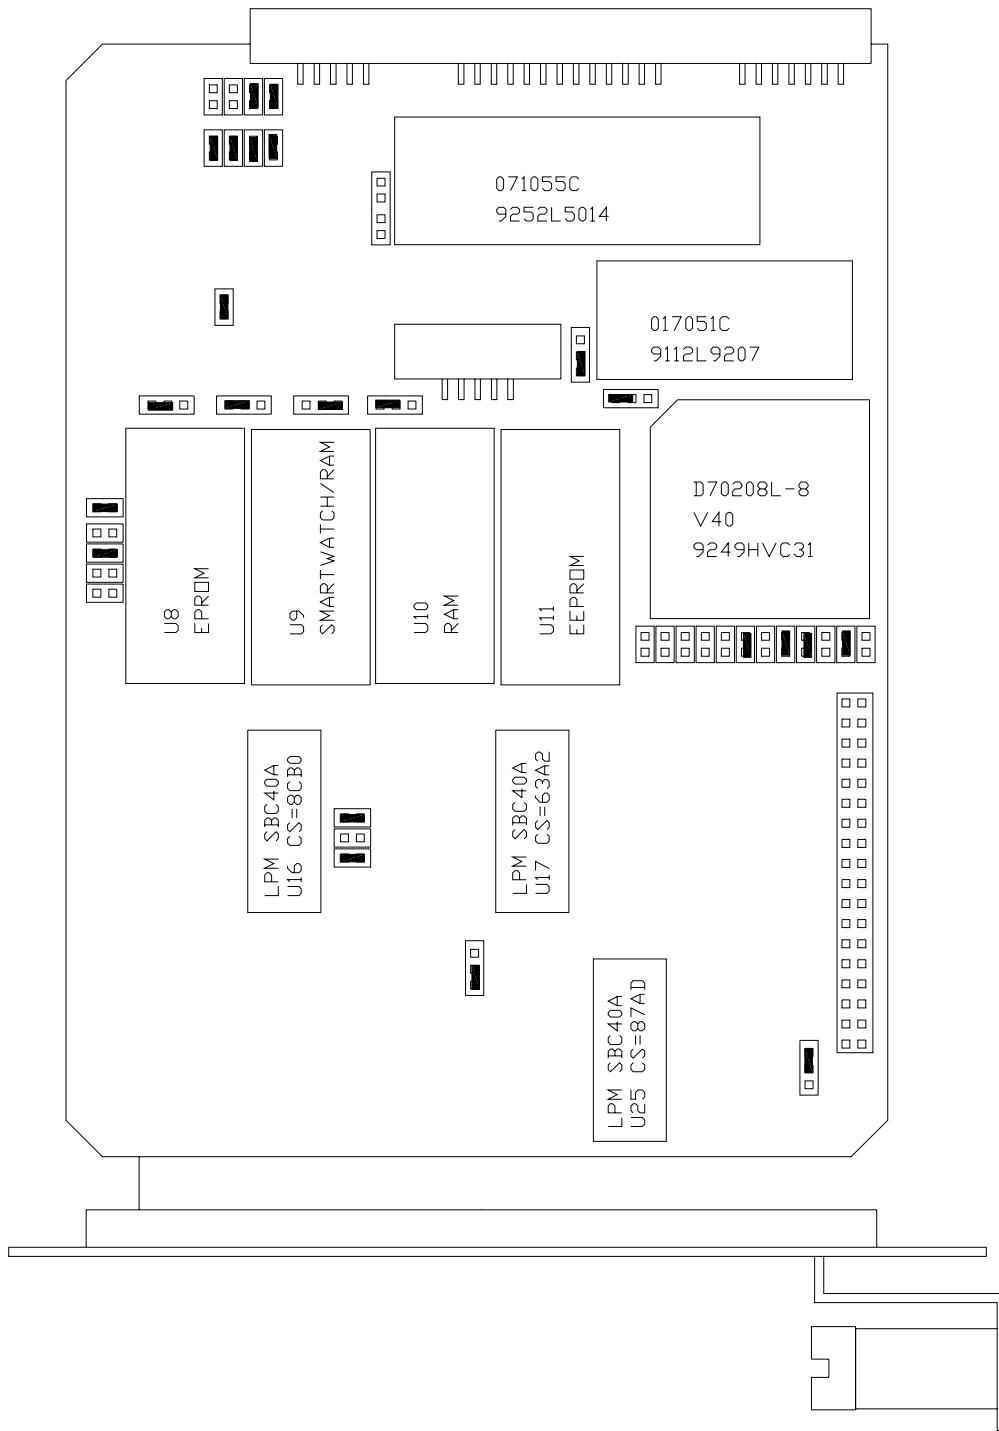 071055C
9252L5014
017051C
9112L9207
D70208L-8
V40
9249HVC31
U8
EPROM
U9
SMARTWATCH/RAM
U10
RAM
U11
EEPROM
LPM SBC40A
U16 CS=8CB0
LPM SBC40A
U17 CS=63A2
LPM SBC40A
U25 CS=87AD